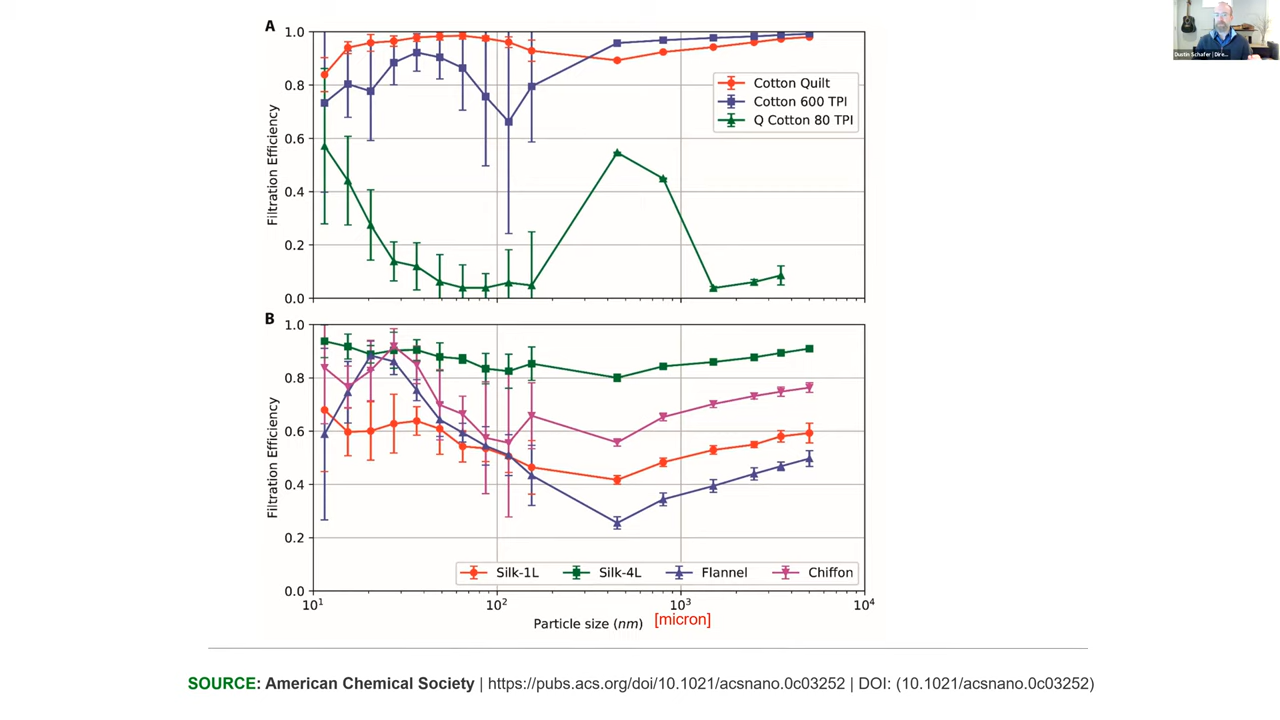 A
1.0
0.8
0.6
0.4
0.2
0.0
Filtration Efficiency
Cotton Quilt
Cotton 600 TPI
Q Cotton 80 TPI
B
1.0
0.8
0.6
0.4
0.2
0.0
Filtration Efficiency
Silk-1L Silk-4L Flannel Chiffon
10¹ 10² 10³ 10⁴
Particle size (nm) [micron]
SOURCE: American Chemical Society | https://pubs.acs.org/doi/10.1021/acsnano.0c03252 | DOI: (10.1021/acsnano.0c03252)
Dustin Schafer | Dire...